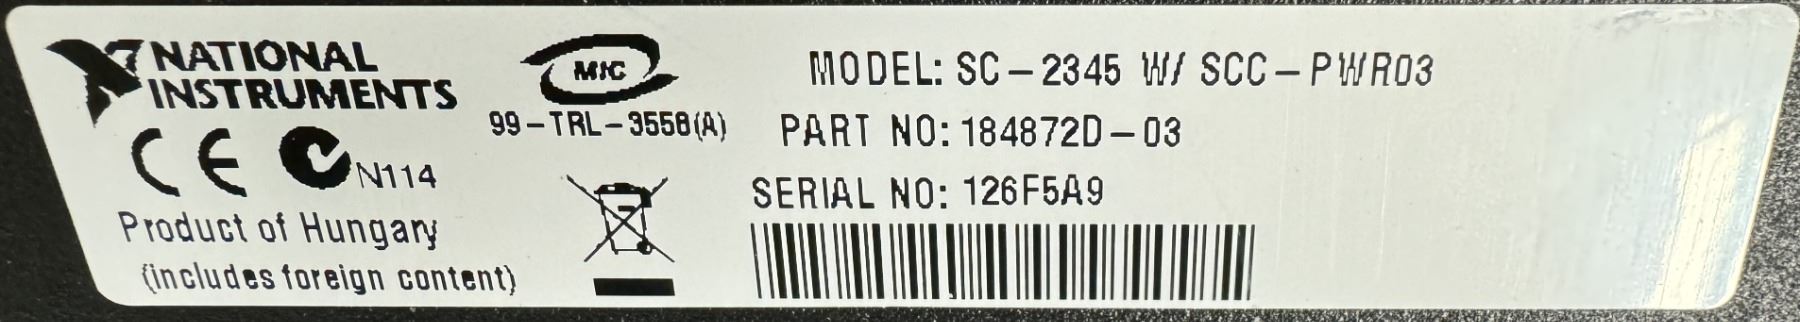 NATIONAL
INSTRUMENTS
CE N114
Product of Hungary
(includes foreign content)
MIC
99-TRL-3558(A)
MODEL: SC-2345 W/ SCC-PWR03
PART NO: 184872D-03
SERIAL NO: 126F5A9